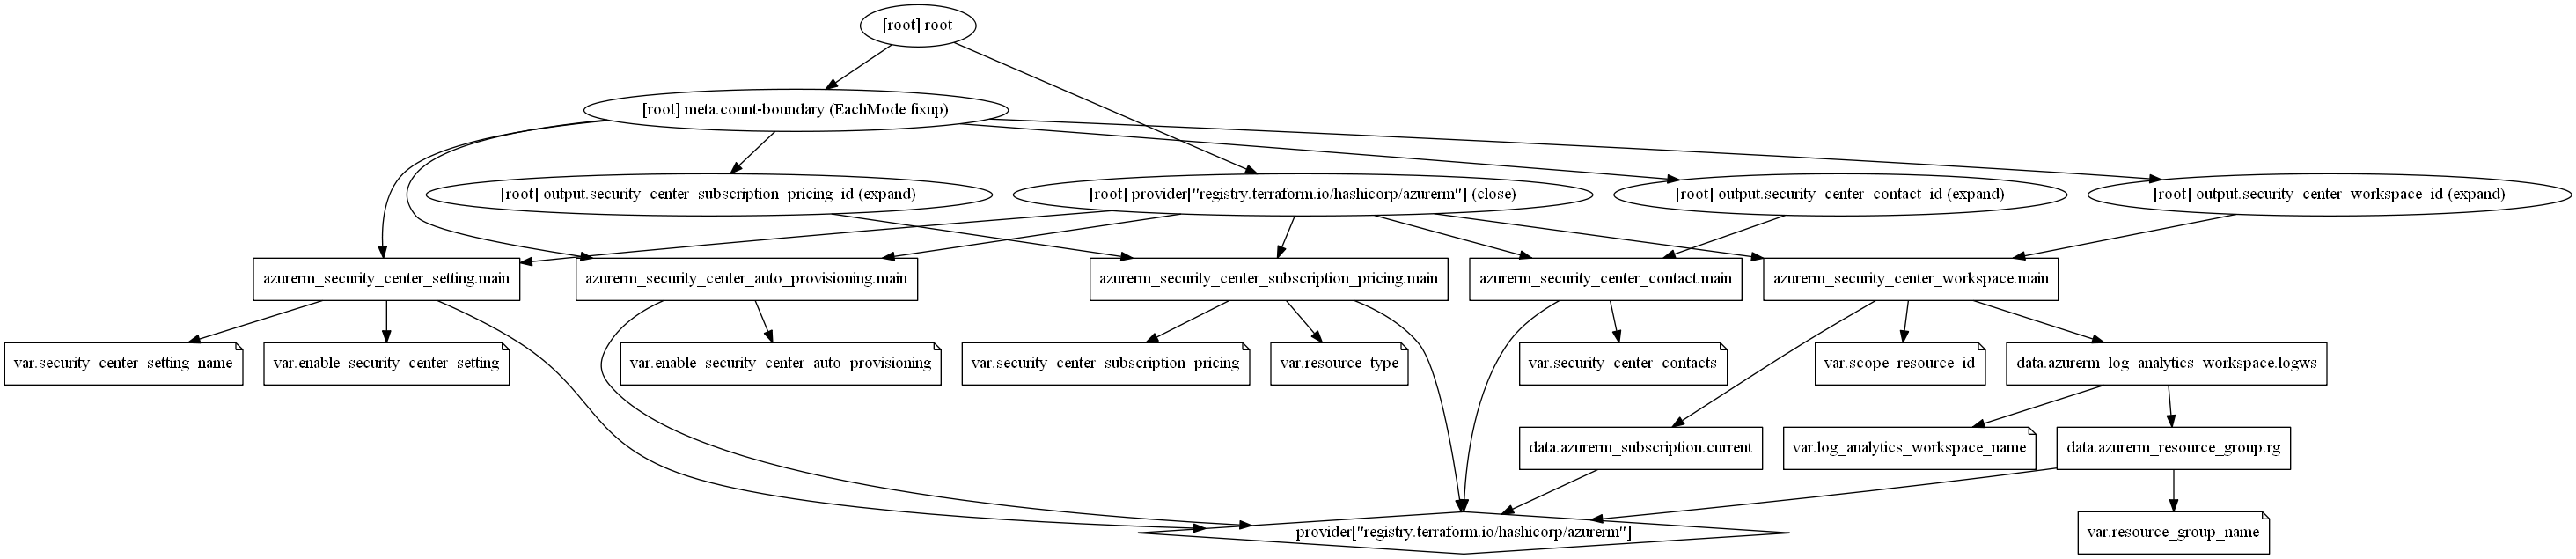 [root] root
[root] meta.count-boundary (EachMode fixup)
[root] output.security_center_subscription_pricing_id (expand)
[root] provider["registry.terraform.io/hashicorp/azurerm"] (close)
[root] output.security_center_contact_id (expand)
[root] output.security_center_workspace_id (expand)
azurerm_security_center_setting.main
azurerm_security_center_auto_provisioning.main
azurerm_security_center_subscription_pricing.main
azurerm_security_center_contact.main
azurerm_security_center_workspace.main
var.security_center_setting_name
var.enable_security_center_setting
var.enable_security_center_auto_provisioning
var.security_center_subscription_pricing
var.resource_type
var.security_center_contacts
var.scope_resource_id
data.azurerm_log_analytics_workspace.logws
data.azurerm_subscription.current
var.log_analytics_workspace_name
data.azurerm_resource_group.rg
provider["registry.terraform.io/hashicorp/azurerm"]
var.resource_group_name